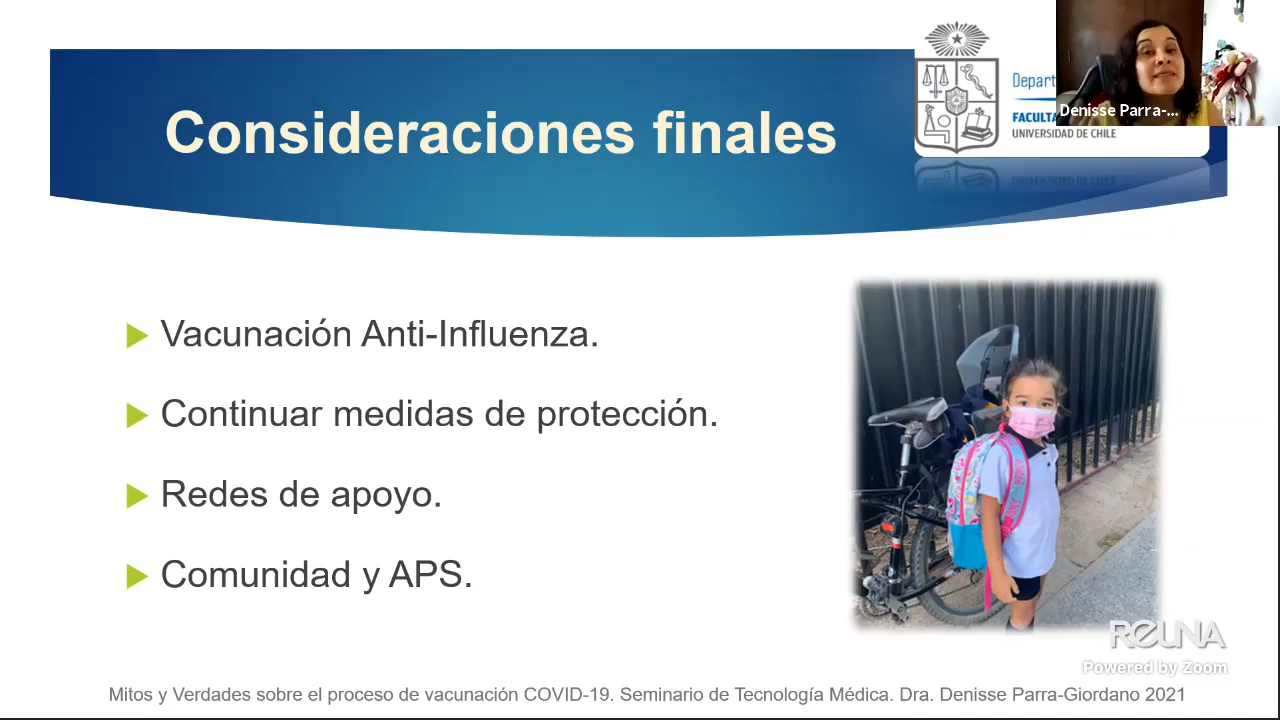 Consideraciones finales
Depart
FACULTA
UNIVERSIDAD DE CHILE
Denisse Parra-...
Vacunación Anti-Influenza.
Continuar medidas de protección.
Redes de apoyo.
Comunidad y APS.
REUNA
Powered by Zoom
Mitos y Verdades sobre el proceso de vacunación COVID-19. Seminario de Tecnología Médica. Dra. Denisse Parra-Giordano 2021